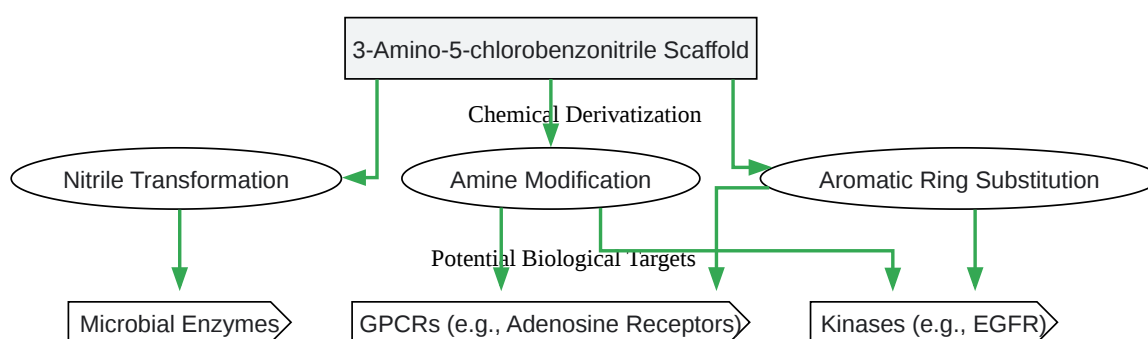 3-Amino-5-chlorobenzonitrile Scaffold
Chemical Derivatization
Nitrile Transformation
Amine Modification
Aromatic Ring Substitution
Potential Biological Targets
Microbial Enzymes
GPCRs (e.g., Adenosine Receptors)
Kinases (e.g., EGFR)